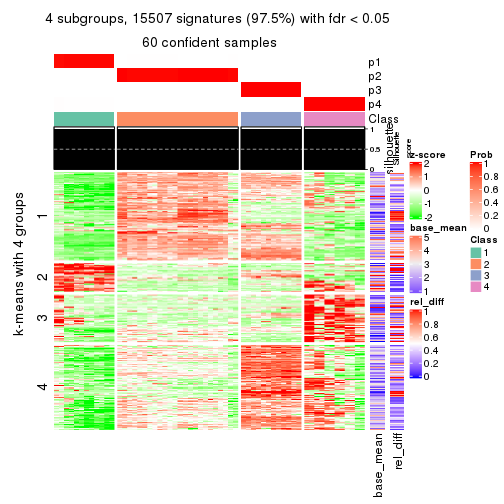 4 subgroups, 15507 signatures (97.5%) with fdr < 0.05
60 confident samples
p1
p2
p3
p4
Class
1
0.5
0
silhouette
Silhouette
score
k-means with 4 groups
1
2
3
4
base_mean
rel_diff
z-score
2
1
0
-1
-2
base_mean
5
4
3
2
1
rel_diff
1
0.8
0.6
0.4
0.2
0
Prob
1
0.8
0.6
0.4
0.2
0
Class
1
2
3
4